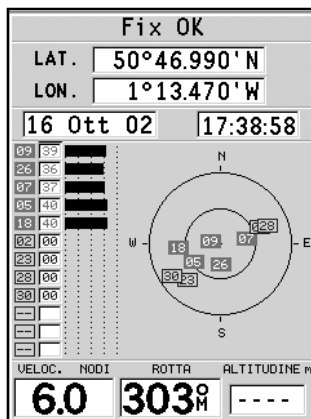 Fix OK
LAT. 50°46.990'N
LON. 1°13.470'W
16 Ott 02 17:38:58
09 39
26 36
07 37
05 40
18 40
02 00
23 00
28 00
30 00
--
--
--
N
28
07
09
W 18 E
05 26
30 23
S
VELOC. NODI ROTTA ALTITUDINE M
6.0 303°M ----